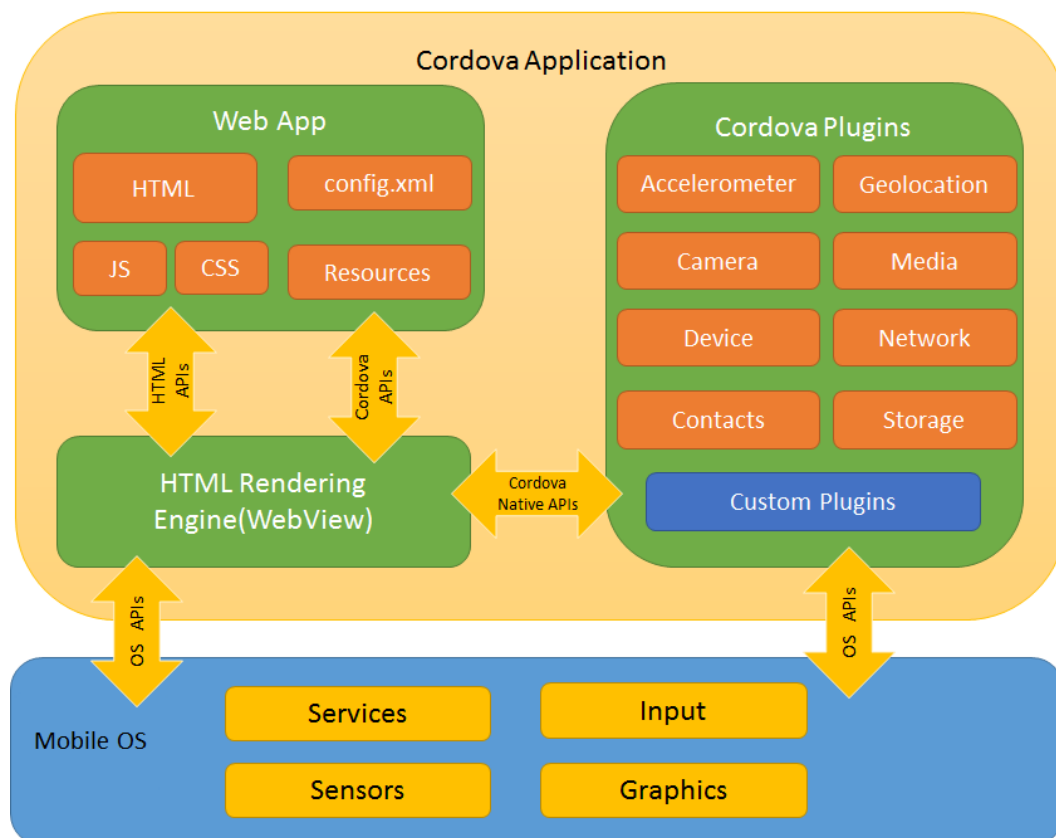 Cordova Application
Web App
HTML
config.xml
JS
CSS
Resources
HTML
APIs
Cordova
APIs
HTML Rendering
Engine(WebView)
Cordova
Native APIs
Cordova Plugins
Accelerometer
Geolocation
Camera
Media
Device
Network
Contacts
Storage
Custom Plugins
OS APIs
OS APIs
Mobile OS
Services
Input
Sensors
Graphics